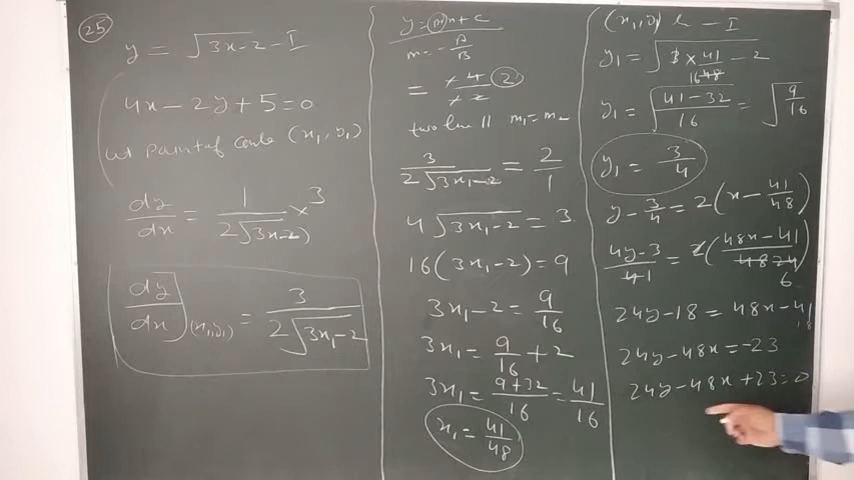 25
y = √(3x-2) - I
4x - 2y + 5 = 0
Let point of (x₁, y₁)
dy/dx = 1/(2√(3x-2)) × 3
dy/dx](x₁,y₁) = 3/(2√(3x₁-2))
y = mx + c
m = -A/B
= -4/-2 2
two line || m₁ = m₂
3/(2√(3x₁-2)) = 2/1
4√(3x₁-2) = 3
16(3x₁-2) = 9
3x₁-2 = 9/16
3x₁ = 9/16 + 2
3x₁ = (9+32)/16 = 41/16
x₁ = 41/48
(x₁, y₁) - I
y₁ = √(3 × 41/48 - 2) 16
y₁ = √((41-32)/16) = √(9/16)
y₁ = 3/4
y - 3/4 = 2(x - 41/48)
(4y-3)/4 1 = 2((48x-41)/48 24) 6
24y - 18 = 48x - 41
18
24y - 48x = -23
24y - 48x + 23 = 0